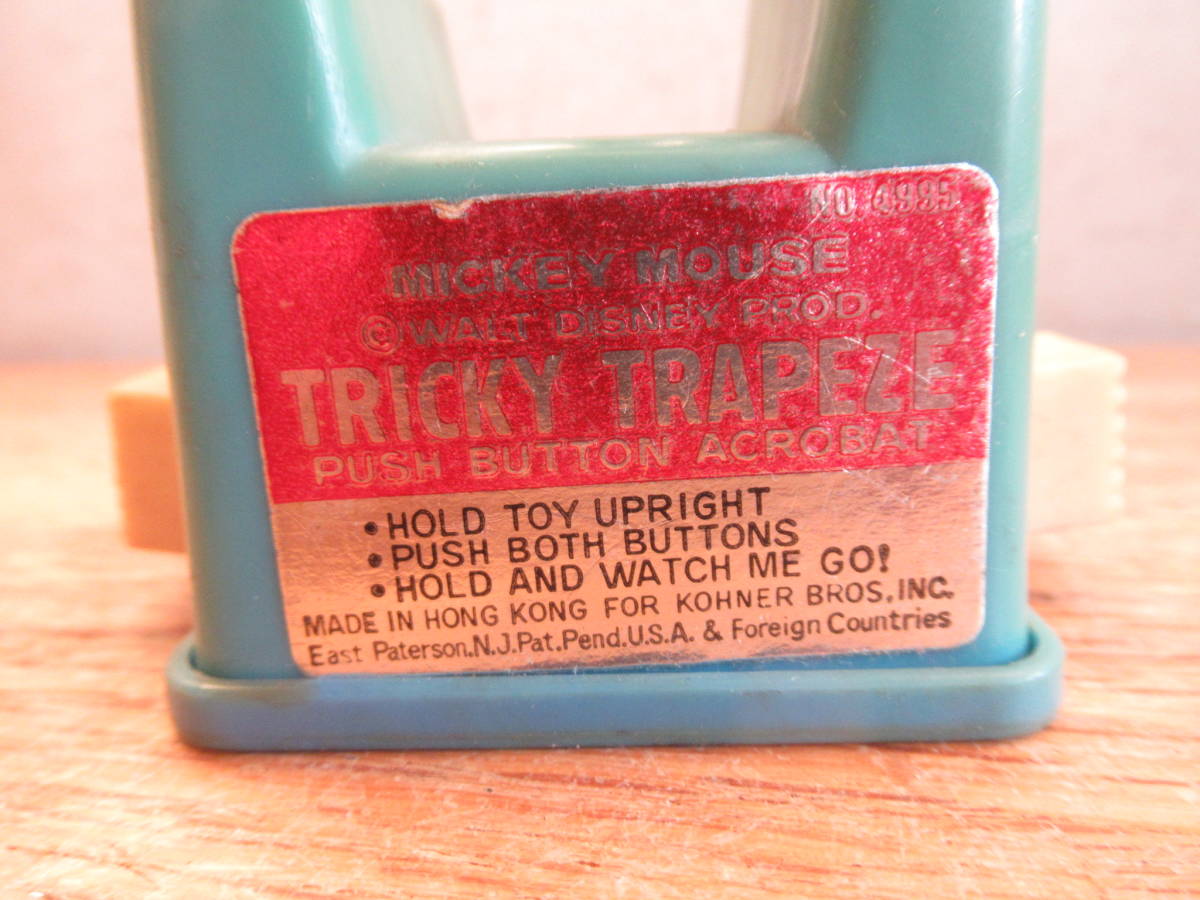 NO. 4995
MICKEY MOUSE
© WALT DISNEY PROD.
TRICKY TRAPEZE
PUSH BUTTON ACROBAT
• HOLD TOY UPRIGHT
• PUSH BOTH BUTTONS
• HOLD AND WATCH ME GO!
MADE IN HONG KONG FOR KOHNER BROS., INC.
East Paterson, N.J. Pat. Pend. U.S.A. & Foreign Countries